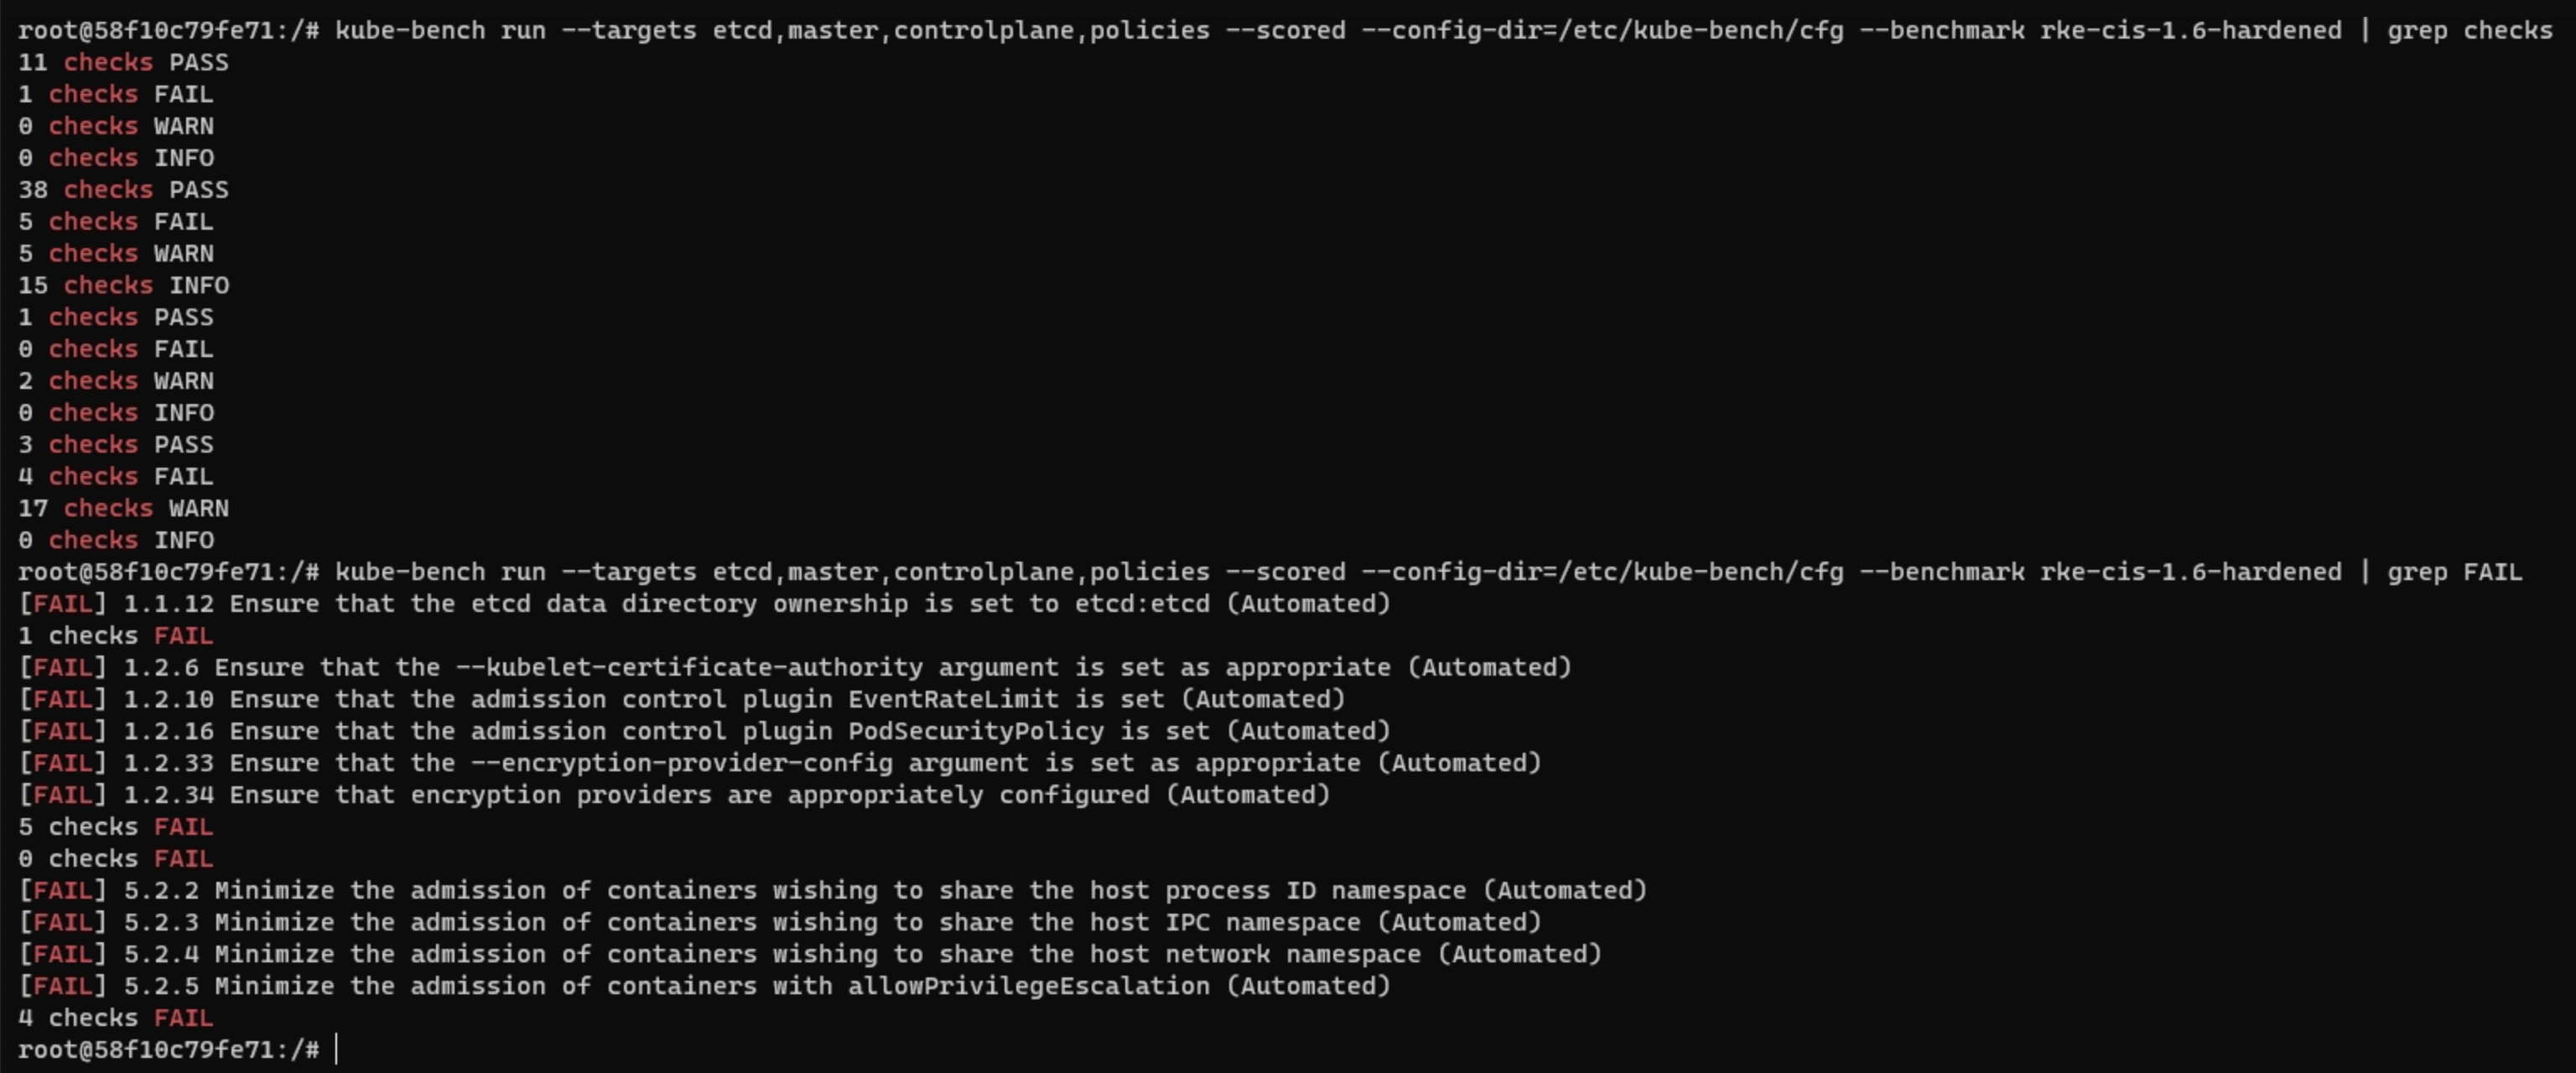 root@58f10c79fe71:/# kube-bench run --targets etcd,master,controlplane,policies --scored --config-dir=/etc/kube-bench/cfg --benchmark rke-cis-1.6-hardened | grep checks
11 checks PASS
1 checks FAIL
0 checks WARN
0 checks INFO
38 checks PASS
5 checks FAIL
5 checks WARN
15 checks INFO
1 checks PASS
0 checks FAIL
2 checks WARN
0 checks INFO
3 checks PASS
4 checks FAIL
17 checks WARN
0 checks INFO
root@58f10c79fe71:/# kube-bench run --targets etcd,master,controlplane,policies --scored --config-dir=/etc/kube-bench/cfg --benchmark rke-cis-1.6-hardened | grep FAIL
[FAIL] 1.1.12 Ensure that the etcd data directory ownership is set to etcd:etcd (Automated)
1 checks FAIL
[FAIL] 1.2.6 Ensure that the --kubelet-certificate-authority argument is set as appropriate (Automated)
[FAIL] 1.2.10 Ensure that the admission control plugin EventRateLimit is set (Automated)
[FAIL] 1.2.16 Ensure that the admission control plugin PodSecurityPolicy is set (Automated)
[FAIL] 1.2.33 Ensure that the --encryption-provider-config argument is set as appropriate (Automated)
[FAIL] 1.2.34 Ensure that encryption providers are appropriately configured (Automated)
5 checks FAIL
0 checks FAIL
[FAIL] 5.2.2 Minimize the admission of containers wishing to share the host process ID namespace (Automated)
[FAIL] 5.2.3 Minimize the admission of containers wishing to share the host IPC namespace (Automated)
[FAIL] 5.2.4 Minimize the admission of containers wishing to share the host network namespace (Automated)
[FAIL] 5.2.5 Minimize the admission of containers with allowPrivilegeEscalation (Automated)
4 checks FAIL
root@58f10c79fe71:/#